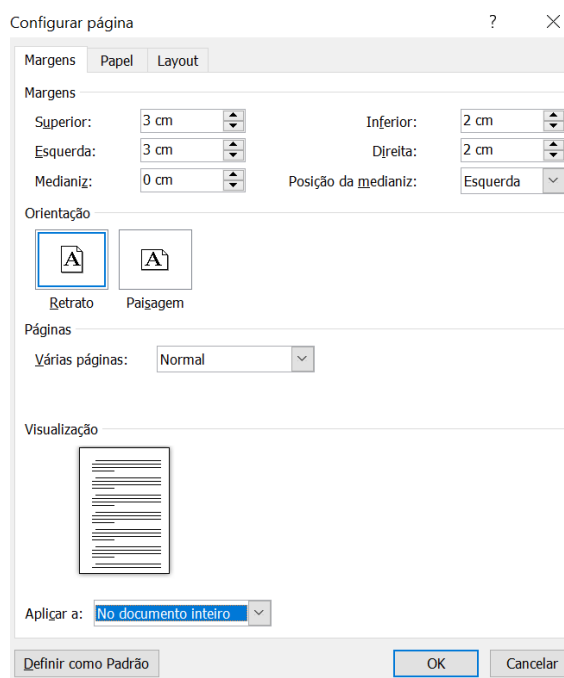 Configurar página ?
Margens Papel Layout
Margens
Superior: 3 cm Inferior: 2 cm
Esquerda: 3 cm Direita: 2 cm
Medianiz: 0 cm Posição da medianiz: Esquerda
Orientação
A A
Retrato Paisagem
Páginas
Várias páginas: Normal
Visualização
Aplicar a: No documento inteiro
Definir como Padrão OK Cancelar